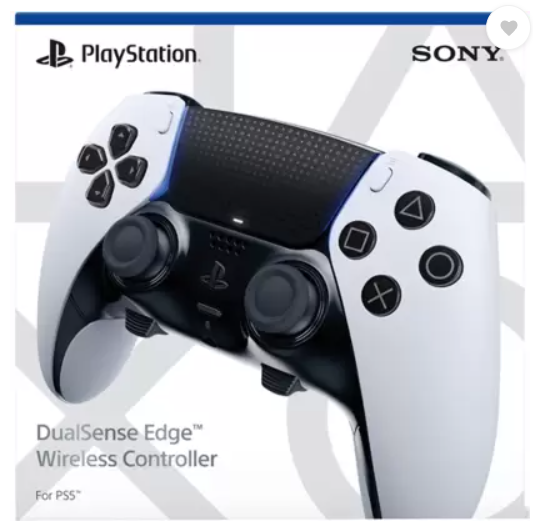 PlayStation.
SONY.
DualSense Edge™
Wireless Controller
For PS5™